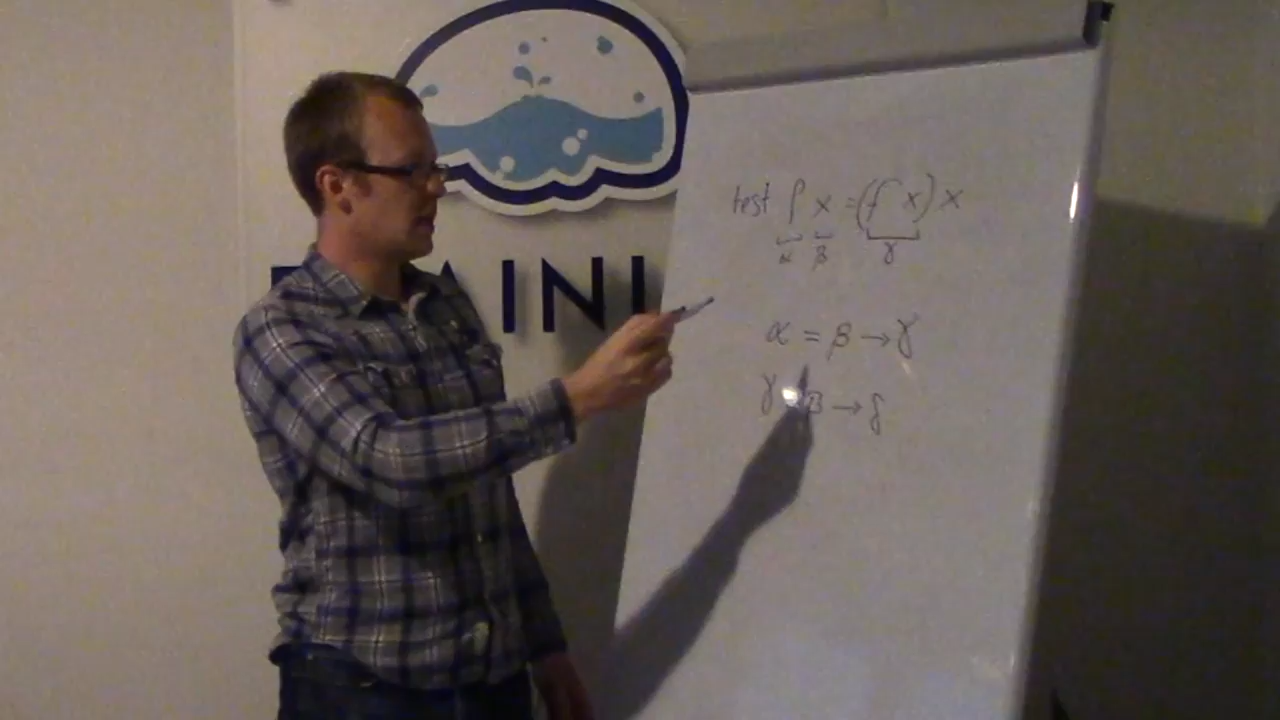 test f x = (f x) x
α β γ
α = β → γ
γ = β → δ